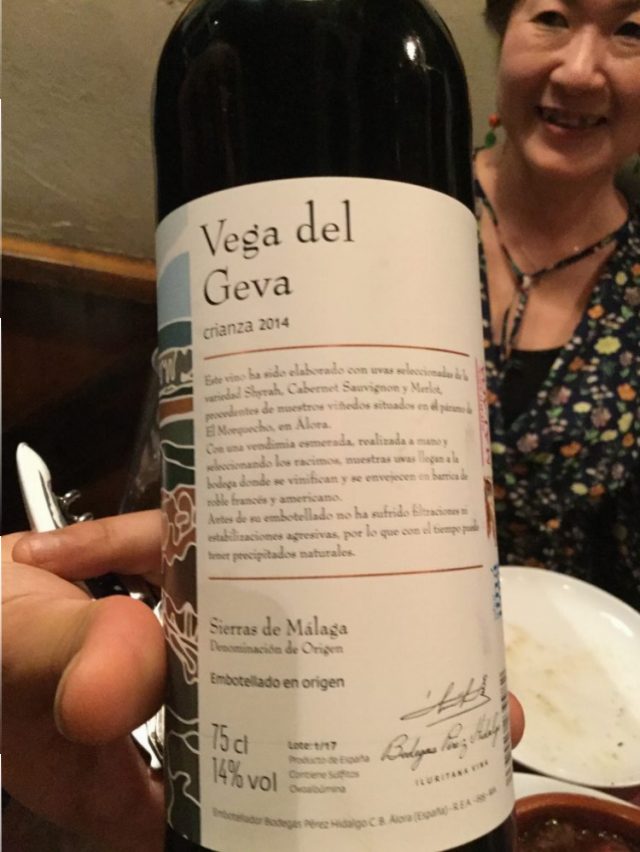 Vega del
Geva
crianza 2014
Este vino ha sido elaborado con uvas seleccionadas de la
variedad Shyrah, Cabernet Sauvignon y Merlot,
procedentes de nuestros viñedos situados en el páramo de
El Morquecho, en Álora.
Con una vendimia esmerada, realizada a mano y
seleccionando los racimos, nuestras uvas llegan a la
bodega donde se vinifican y se envejecen en barrica de
roble francés y americano.
Antes de su embotellado no ha sufrido filtraciones ni
estabilizaciones agresivas, por lo que con el tiempo puede
tener precipitados naturales.
Sierras de Málaga
Denominación de Origen
Embotellado en origen
75 cl
14% vol
Lote: 1/17
Producto de España
Contiene Sulfitos
Ovoalbúmina
Bodegas Pérez Hidalgo
ILURITANA VINA
Embotellador Bodegas Pérez Hidalgo C. B. Álora (España) - R.E.A.